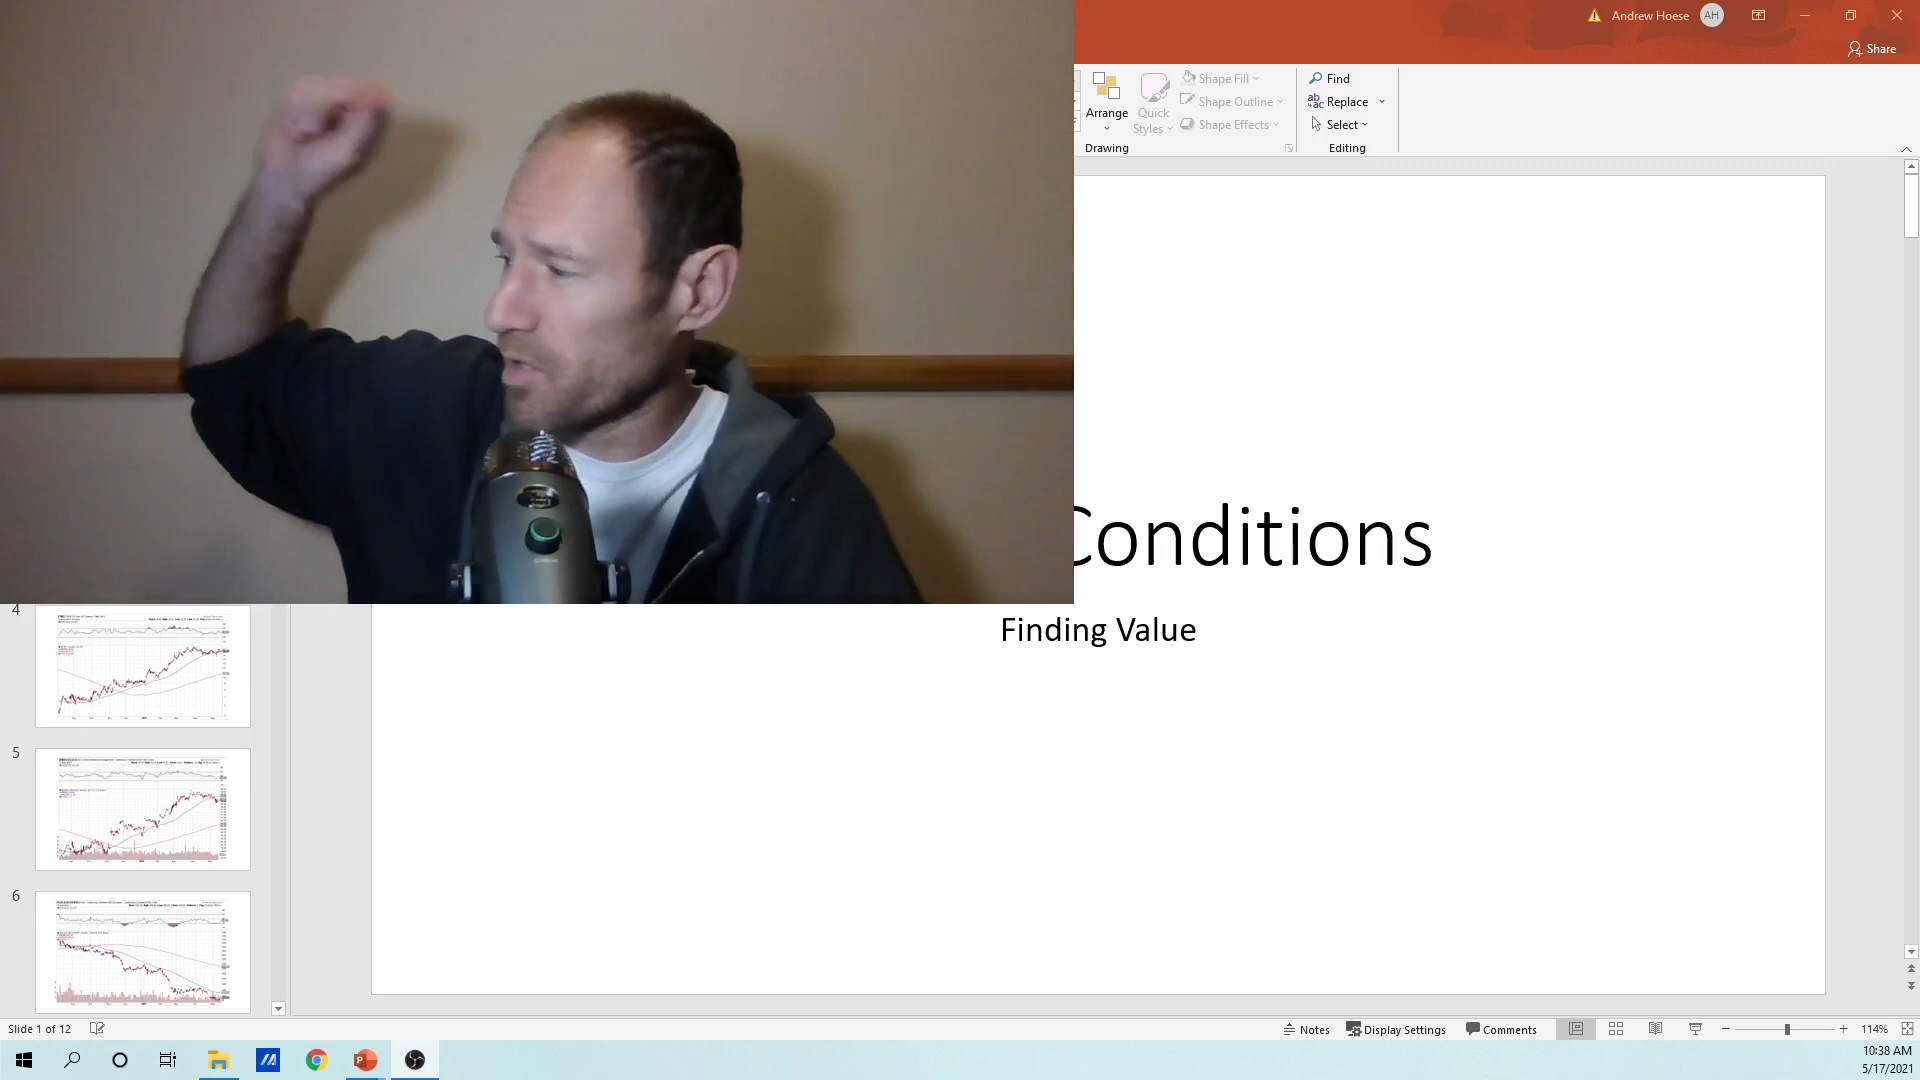 Andrew Hoese AH
Share
Arrange
Quick
Styles
Shape Fill
Shape Outline
Shape Effects
Find
Replace
Select
Drawing
Editing
Conditions
Finding Value
4
5
6
Slide 1 of 12
Notes
Display Settings
Comments
114%
10:38 AM
5/17/2021